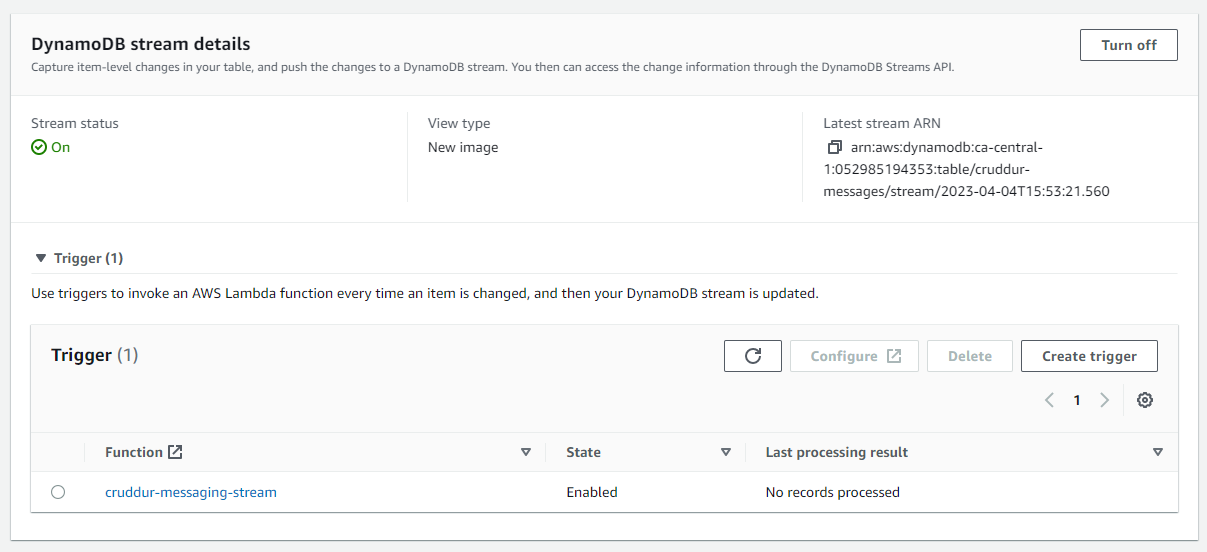 DynamoDB stream details
Turn off
Capture item-level changes in your table, and push the changes to a DynamoDB stream. You then can access the change information through the DynamoDB Streams API.
Stream status
On
View type
New image
Latest stream ARN
arn:aws:dynamodb:ca-central-
1:052985194353:table/cruddur-
messages/stream/2023-04-04T15:53:21.560
Trigger (1)
Use triggers to invoke an AWS Lambda function every time an item is changed, and then your DynamoDB stream is updated.
Trigger (1)
Configure
Delete
Create trigger
1
Function
State
Last processing result
cruddur-messaging-stream
Enabled
No records processed